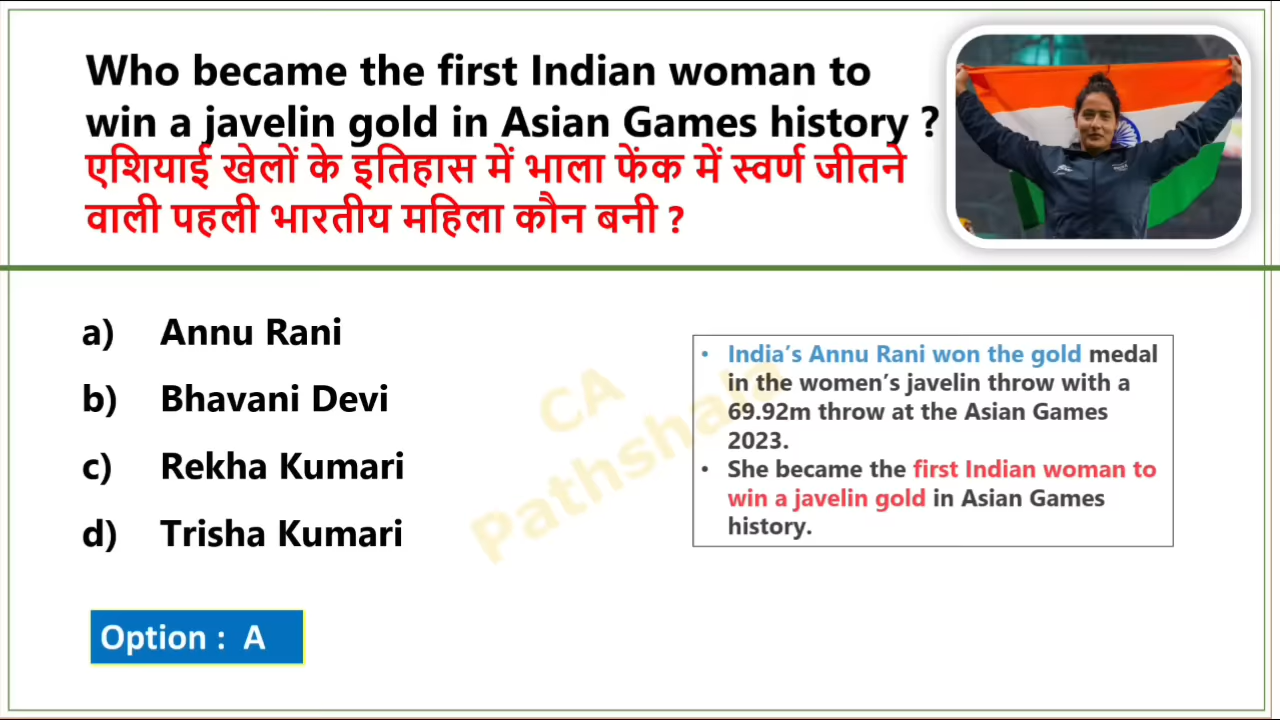 Who became the first Indian woman to
win a javelin gold in Asian Games history ?
एशियाई खेलों के इतिहास में भाला फेंक में स्वर्ण जीतने
वाली पहली भारतीय महिला कौन बनी ?
a) Annu Rani
b) Bhavani Devi
c) Rekha Kumari
d) Trisha Kumari
• India’s Annu Rani won the gold medal
in the women’s javelin throw with a
69.92m throw at the Asian Games
2023.
• She became the first Indian woman to
win a javelin gold in Asian Games
history.
CA
Pathshala
Option : A